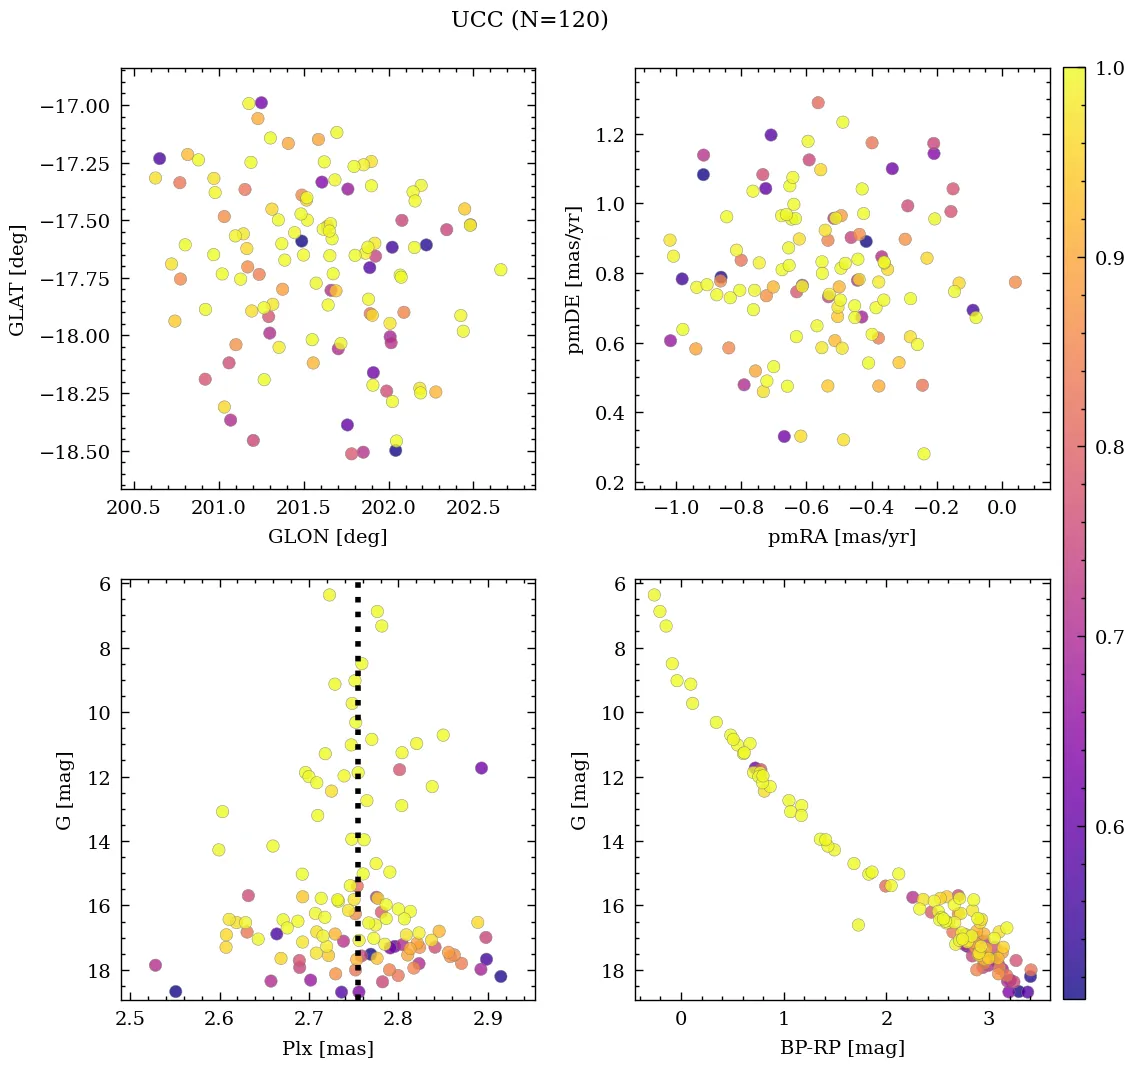 UCC (N=120)
−17.00
−17.25
−17.50
−17.75
−18.00
−18.25
−18.50
GLAT [deg]
200.5 201.0 201.5 202.0 202.5
GLON [deg]
1.2
1.0
0.8
0.6
0.4
0.2
pmDE [mas/yr]
−1.0 −0.8 −0.6 −0.4 −0.2 0.0
pmRA [mas/yr]
1.0
0.9
0.8
0.7
0.6
6
8
10
12
14
16
18
G [mag]
2.5 2.6 2.7 2.8 2.9
Plx [mas]
6
8
10
12
14
16
18
G [mag]
0 1 2 3
BP-RP [mag]